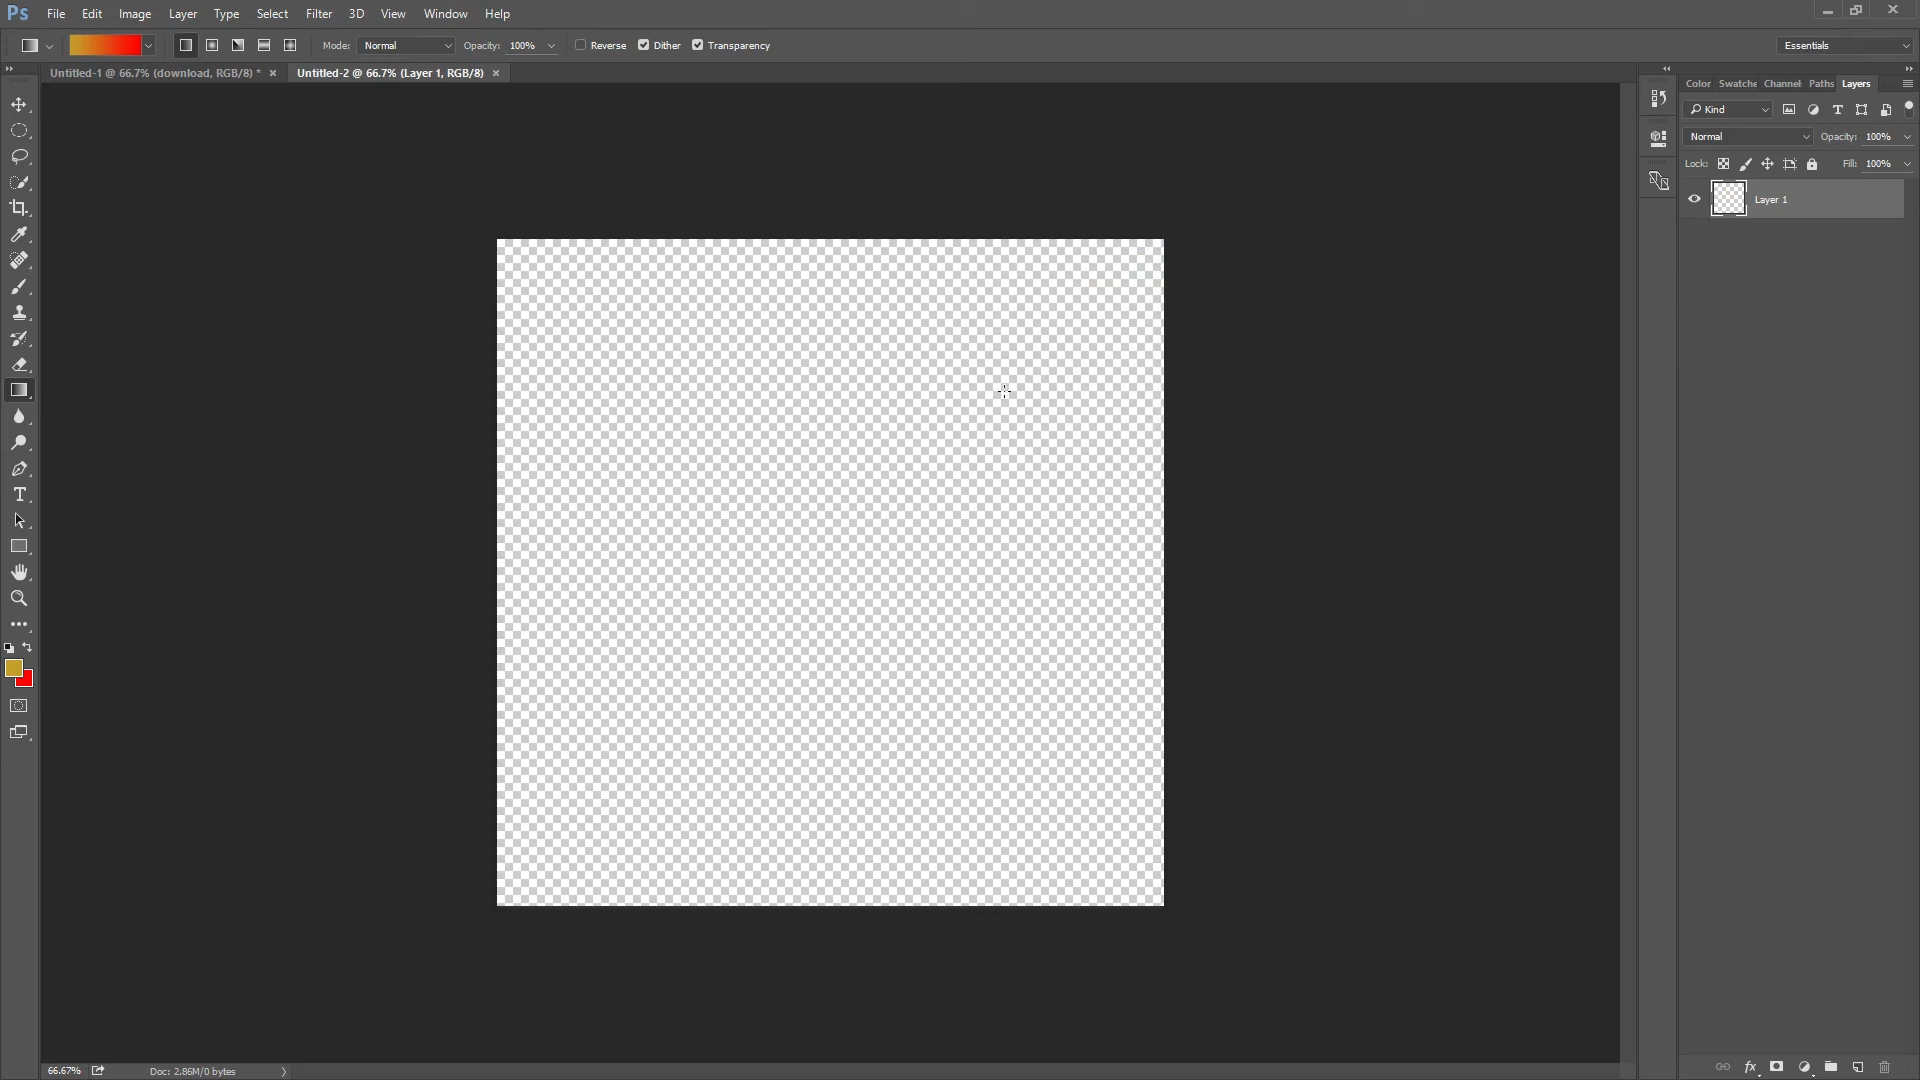 Ps File Edit Image Layer Type Select Filter 3D View Window Help
Mode: Normal Opacity: 100% Reverse Dither Transparency Essentials
Untitled-1 @ 66.7% (download, RGB/8) * Untitled-2 @ 66.7% (Layer 1, RGB/8)
Color Swatche Channel Paths Layers
Kind
Normal Opacity: 100%
Lock: Fill: 100%
Layer 1
66.67% Doc: 2.86M/0 bytes